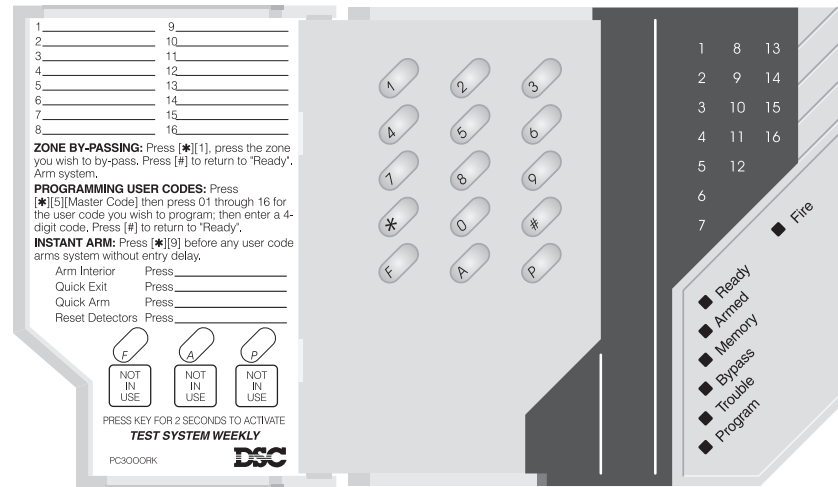 1 9
2 10
3 11
4 12
5 13
6 14
7 15
8 16
ZONE BY-PASSING: Press [✱][1], press the zone
you wish to by-pass. Press [#] to return to "Ready".
Arm system.
PROGRAMMING USER CODES: Press
[✱][5][Master Code] then press 01 through 16 for
the user code you wish to program; then enter a 4-
digit code. Press [#] to return to "Ready".
INSTANT ARM: Press [✱][9] before any user code
arms system without entry delay.
Arm Interior Press
Quick Exit Press
Quick Arm Press
Reset Detectors Press
F A P
NOT IN USE
NOT IN USE
NOT IN USE
PRESS KEY FOR 2 SECONDS TO ACTIVATE
TEST SYSTEM WEEKLY
PC3000RK DSC
1 2 3
4 5 6
7 8 9
* 0 #
F A P
1 8 13
2 9 14
3 10 15
4 11 16
5 12
6
7
Fire
Ready
Armed
Memory
Bypass
Trouble
Program